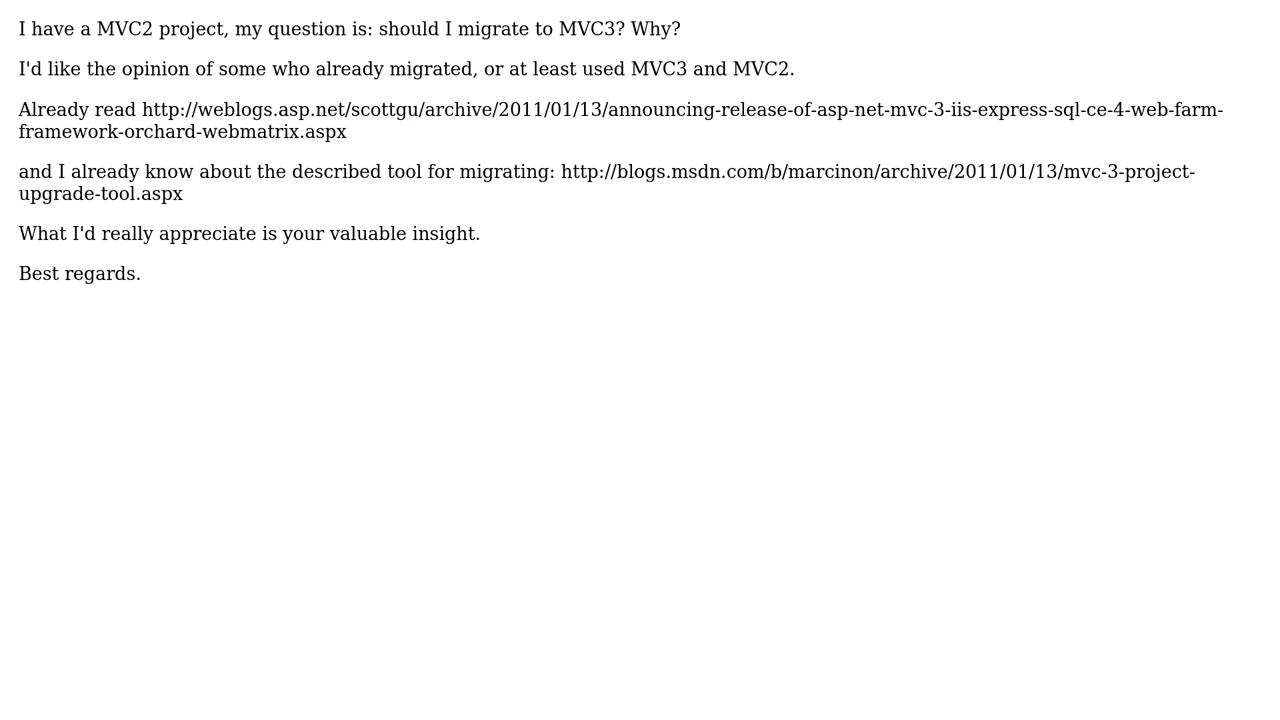 I have a MVC2 project, my question is: should I migrate to MVC3? Why?
I'd like the opinion of some who already migrated, or at least used MVC3 and MVC2.
Already read http://weblogs.asp.net/scottgu/archive/2011/01/13/announcing-release-of-asp-net-mvc-3-iis-express-sql-ce-4-web-farm-
framework-orchard-webmatrix.aspx
and I already know about the described tool for migrating: http://blogs.msdn.com/b/marcinon/archive/2011/01/13/mvc-3-project-
upgrade-tool.aspx
What I'd really appreciate is your valuable insight.
Best regards.